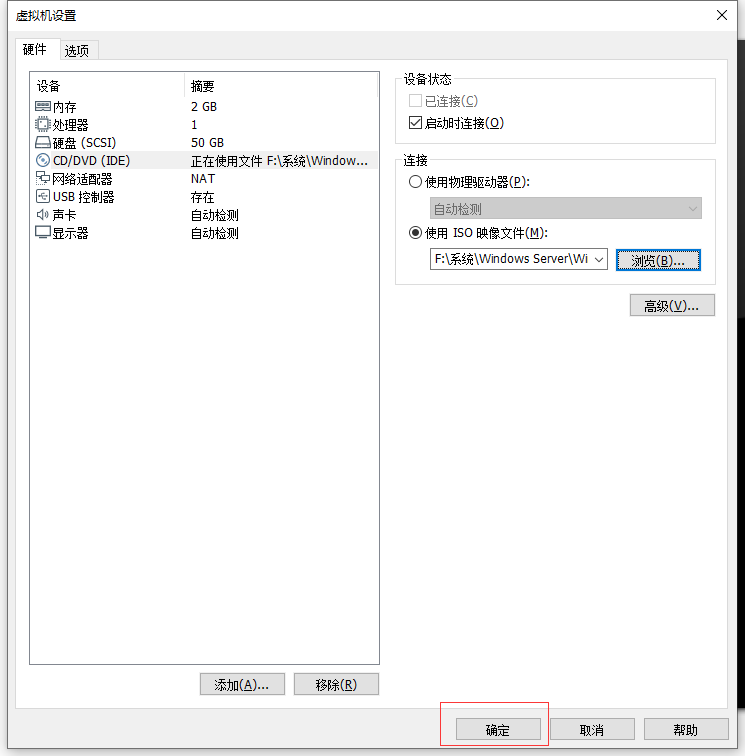 虚拟机设置
硬件 选项
设备 摘要
内存 2 GB
处理器 1
硬盘 (SCSI) 50 GB
CD/DVD (IDE) 正在使用文件 F:\系统\Window...
网络适配器 NAT
USB 控制器 存在
声卡 自动检测
显示器 自动检测
添加(A)... 移除(R)
设备状态
已连接(C)
启动时连接(O)
连接
使用物理驱动器(P):
自动检测
使用 ISO 映像文件(M):
F:\系统\Windows Server\Wi 浏览(B)...
高级(V)...
确定 取消 帮助